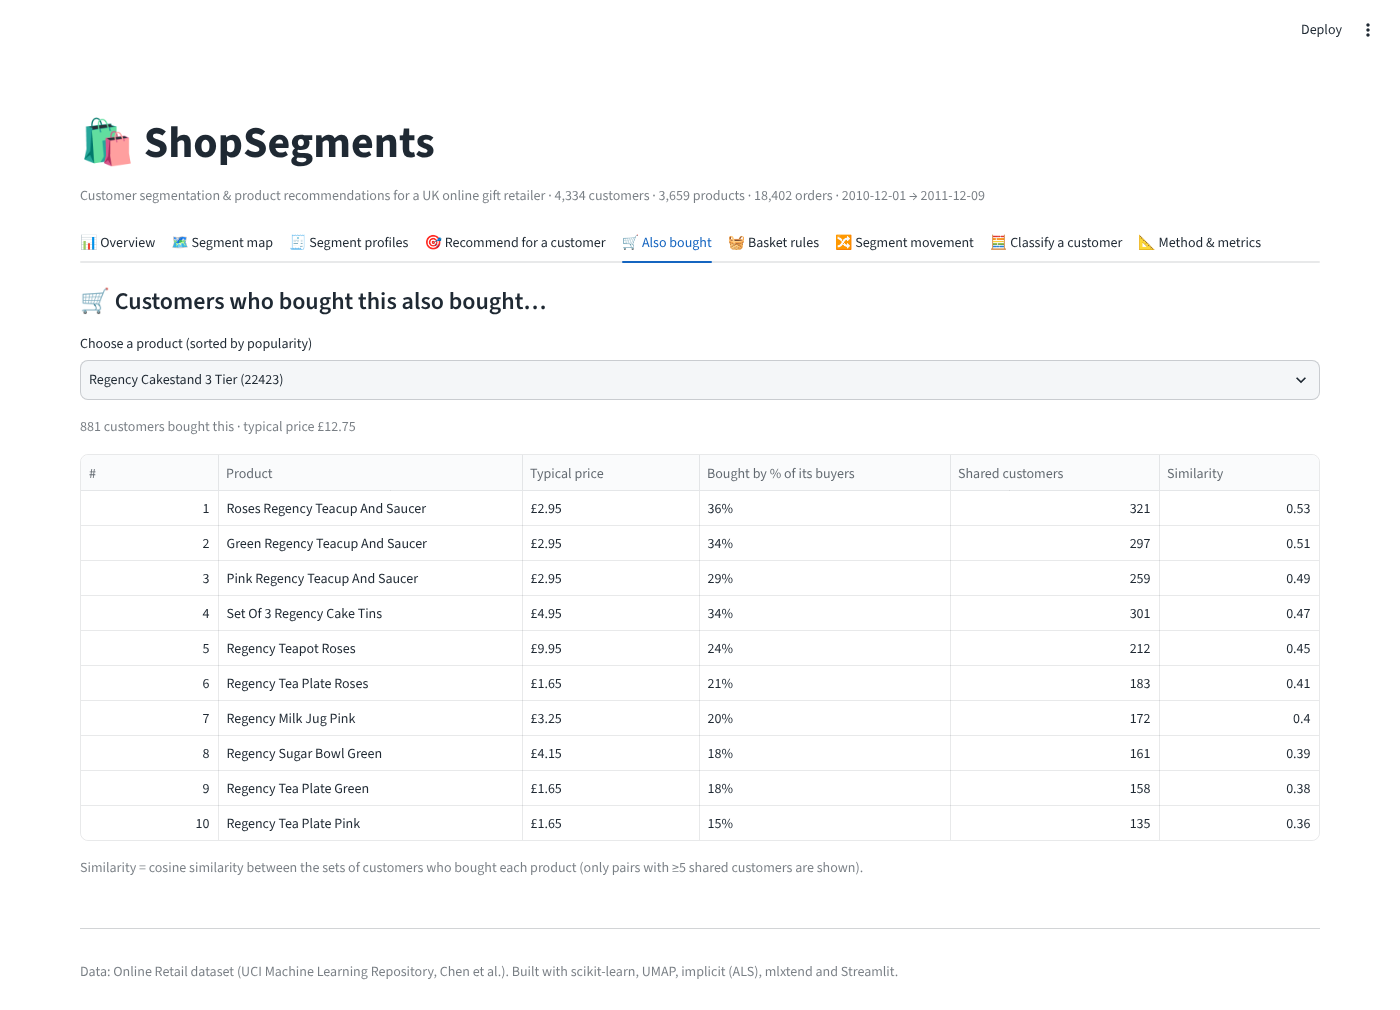 Deploy
ShopSegments
Customer segmentation & product recommendations for a UK online gift retailer · 4,334 customers · 3,659 products · 18,402 orders · 2010-12-01 → 2011-12-09
Overview Segment map Segment profiles Recommend for a customer Also bought Basket rules Segment movement Classify a customer Method & metrics
Customers who bought this also bought…
Choose a product (sorted by popularity)
Regency Cakestand 3 Tier (22423)
881 customers bought this · typical price £12.75
# Product Typical price Bought by % of its buyers Shared customers Similarity
1 Roses Regency Teacup And Saucer £2.95 36% 321 0.53
2 Green Regency Teacup And Saucer £2.95 34% 297 0.51
3 Pink Regency Teacup And Saucer £2.95 29% 259 0.49
4 Set Of 3 Regency Cake Tins £4.95 34% 301 0.47
5 Regency Teapot Roses £9.95 24% 212 0.45
6 Regency Tea Plate Roses £1.65 21% 183 0.41
7 Regency Milk Jug Pink £3.25 20% 172 0.4
8 Regency Sugar Bowl Green £4.15 18% 161 0.39
9 Regency Tea Plate Green £1.65 18% 158 0.38
10 Regency Tea Plate Pink £1.65 15% 135 0.36
Similarity = cosine similarity between the sets of customers who bought each product (only pairs with ≥5 shared customers are shown).
Data: Online Retail dataset (UCI Machine Learning Repository, Chen et al.). Built with scikit-learn, UMAP, implicit (ALS), mlxtend and Streamlit.